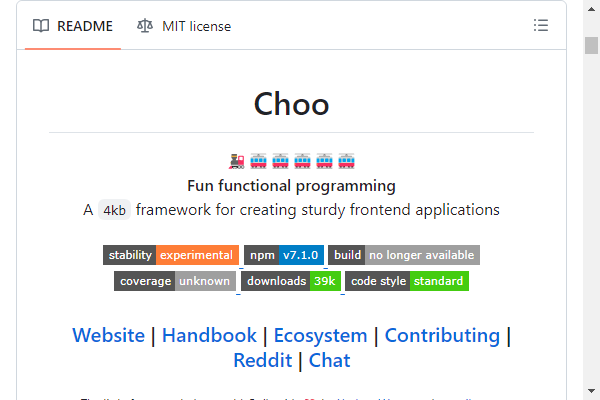 README MIT license
Choo
Fun functional programming
A 4kb framework for creating sturdy frontend applications
stability experimental npm v7.1.0 build no longer available
coverage unknown downloads 39k code style standard
Website | Handbook | Ecosystem | Contributing |
Reddit | Chat